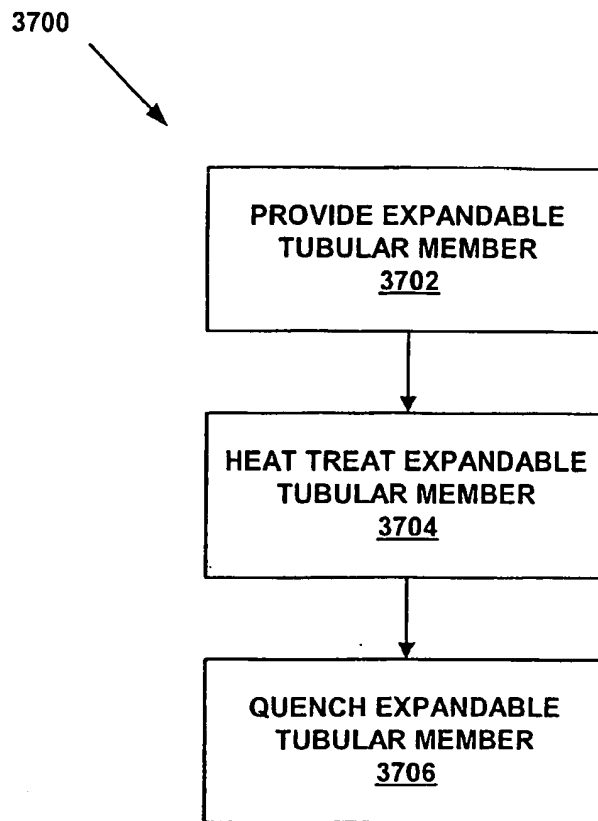 3700
PROVIDE EXPANDABLE
TUBULAR MEMBER
3702
HEAT TREAT EXPANDABLE
TUBULAR MEMBER
3704
QUENCH EXPANDABLE
TUBULAR MEMBER
3706